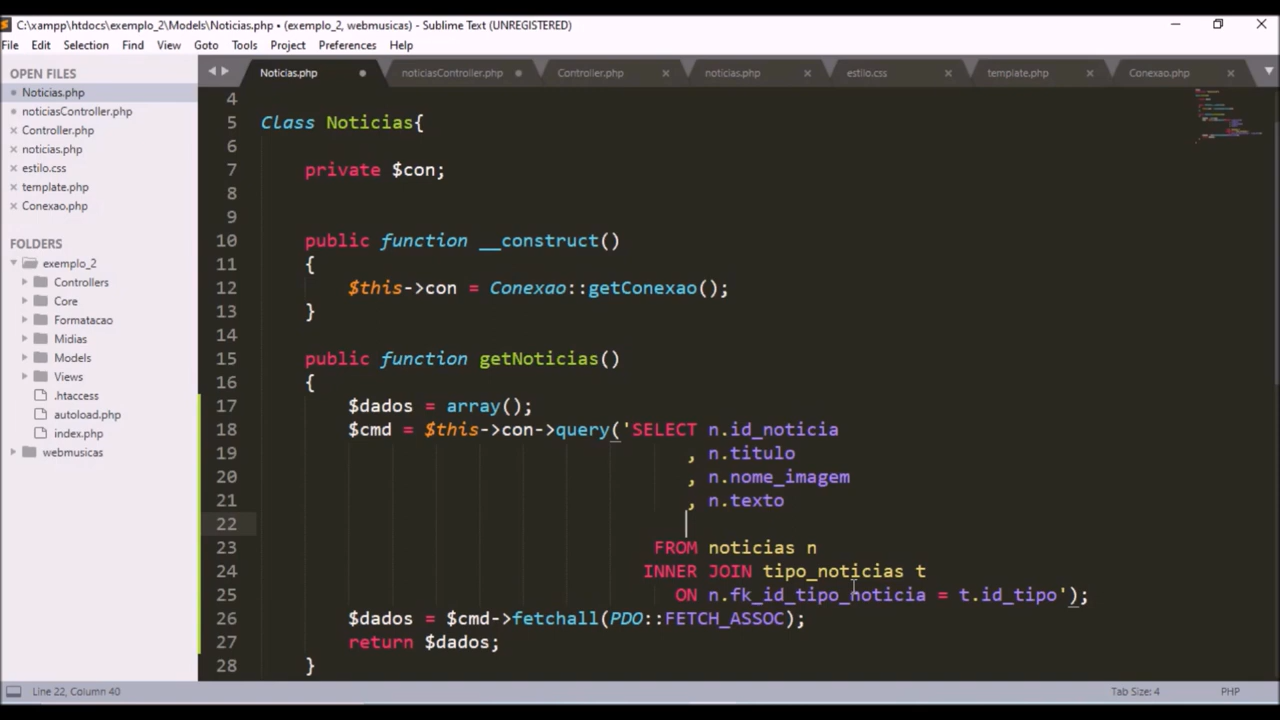 C:\xampp\htdocs\exemplo_2\Models\Noticias.php • (exemplo_2, webmusicas) - Sublime Text (UNREGISTERED)
File Edit Selection Find View Goto Tools Project Preferences Help
OPEN FILES
Noticias.php
noticiasController.php
Controller.php
noticias.php
estilo.css
template.php
Conexao.php
FOLDERS
exemplo_2
Controllers
Core
Formatacao
Midias
Models
Views
.htaccess
autoload.php
index.php
webmusicas
Noticias.php noticiasController.php Controller.php noticias.php estilo.css template.php Conexao.php
4
5 Class Noticias{
6
7 private $con;
8
9
10 public function __construct()
11 {
12 $this->con = Conexao::getConexao();
13 }
14
15 public function getNoticias()
16 {
17 $dados = array();
18 $cmd = $this->con->query('SELECT n.id_noticia
19 , n.titulo
20 , n.nome_imagem
21 , n.texto
22
23 FROM noticias n
24 INNER JOIN tipo_noticias t
25 ON n.fk_id_tipo_noticia = t.id_tipo');
26 $dados = $cmd->fetchall(PDO::FETCH_ASSOC);
27 return $dados;
28 }
Line 22, Column 40 Tab Size: 4 PHP